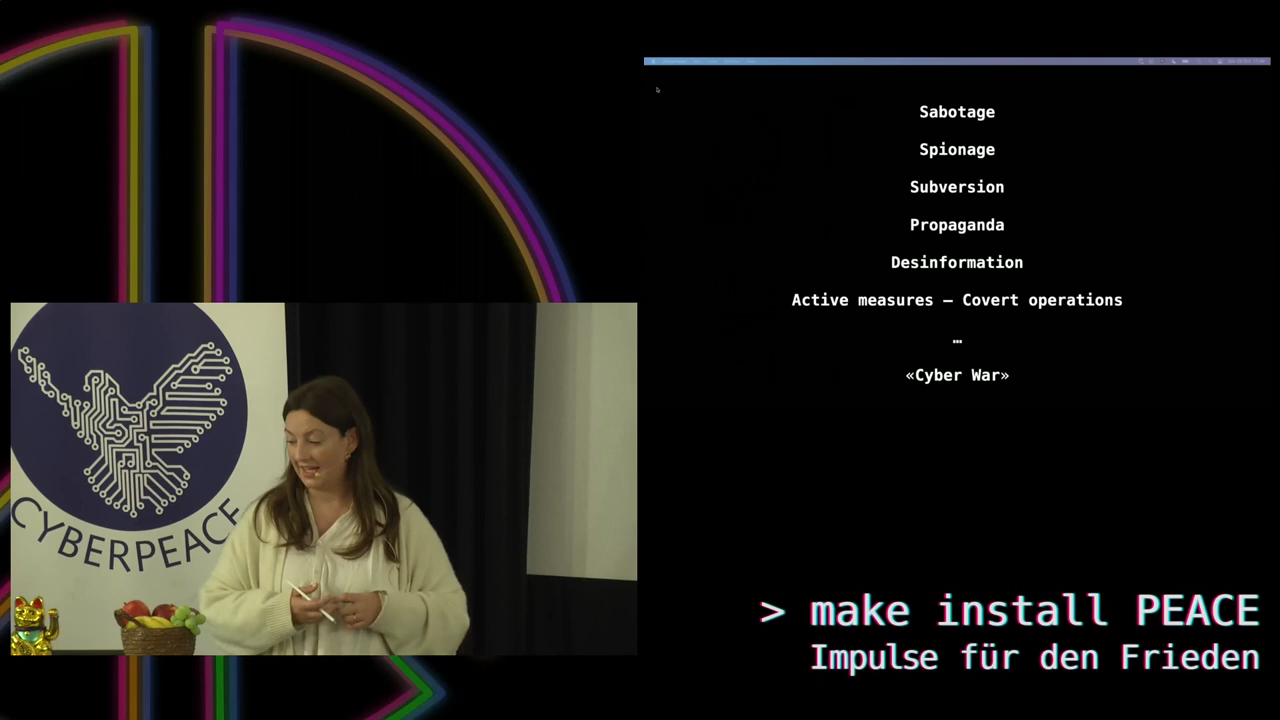 Sabotage
Spionage
Subversion
Propaganda
Desinformation
Active measures – Covert operations
…
«Cyber War»
CYBERPEACE
> make install PEACE
Impulse für den Frieden